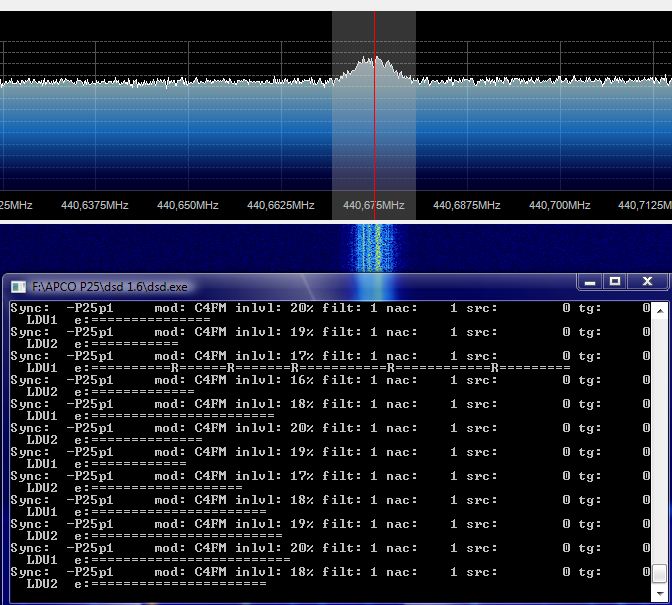 25MHz 440,6375MHz 440,650MHz 440,6625MHz 440,675MHz 440,6875MHz 440,700MHz 440,7125M
F:\APCO P25\dsd 1.6\dsd.exe
Sync: -P25p1 mod: C4FM inlvl: 20% filt: 1 nac: 1 src: 0 tg: 0
LDU1 e:===============
Sync: -P25p1 mod: C4FM inlvl: 19% filt: 1 nac: 1 src: 0 tg: 0
LDU2 e:===========
Sync: -P25p1 mod: C4FM inlvl: 17% filt: 1 nac: 1 src: 0 tg: 0
LDU1 e:==========R======R=======R===========R============R=========
Sync: -P25p1 mod: C4FM inlvl: 16% filt: 1 nac: 1 src: 0 tg: 0
LDU2 e:=============
Sync: -P25p1 mod: C4FM inlvl: 18% filt: 1 nac: 1 src: 0 tg: 0
LDU1 e:=======================
Sync: -P25p1 mod: C4FM inlvl: 20% filt: 1 nac: 1 src: 0 tg: 0
LDU2 e:==============
Sync: -P25p1 mod: C4FM inlvl: 19% filt: 1 nac: 1 src: 0 tg: 0
LDU1 e:============
Sync: -P25p1 mod: C4FM inlvl: 17% filt: 1 nac: 1 src: 0 tg: 0
LDU2 e:===================
Sync: -P25p1 mod: C4FM inlvl: 18% filt: 1 nac: 1 src: 0 tg: 0
LDU1 e:======================
Sync: -P25p1 mod: C4FM inlvl: 19% filt: 1 nac: 1 src: 0 tg: 0
LDU2 e:========================
Sync: -P25p1 mod: C4FM inlvl: 20% filt: 1 nac: 1 src: 0 tg: 0
LDU1 e:=========================
Sync: -P25p1 mod: C4FM inlvl: 18% filt: 1 nac: 1 src: 0 tg: 0
LDU2 e:======================